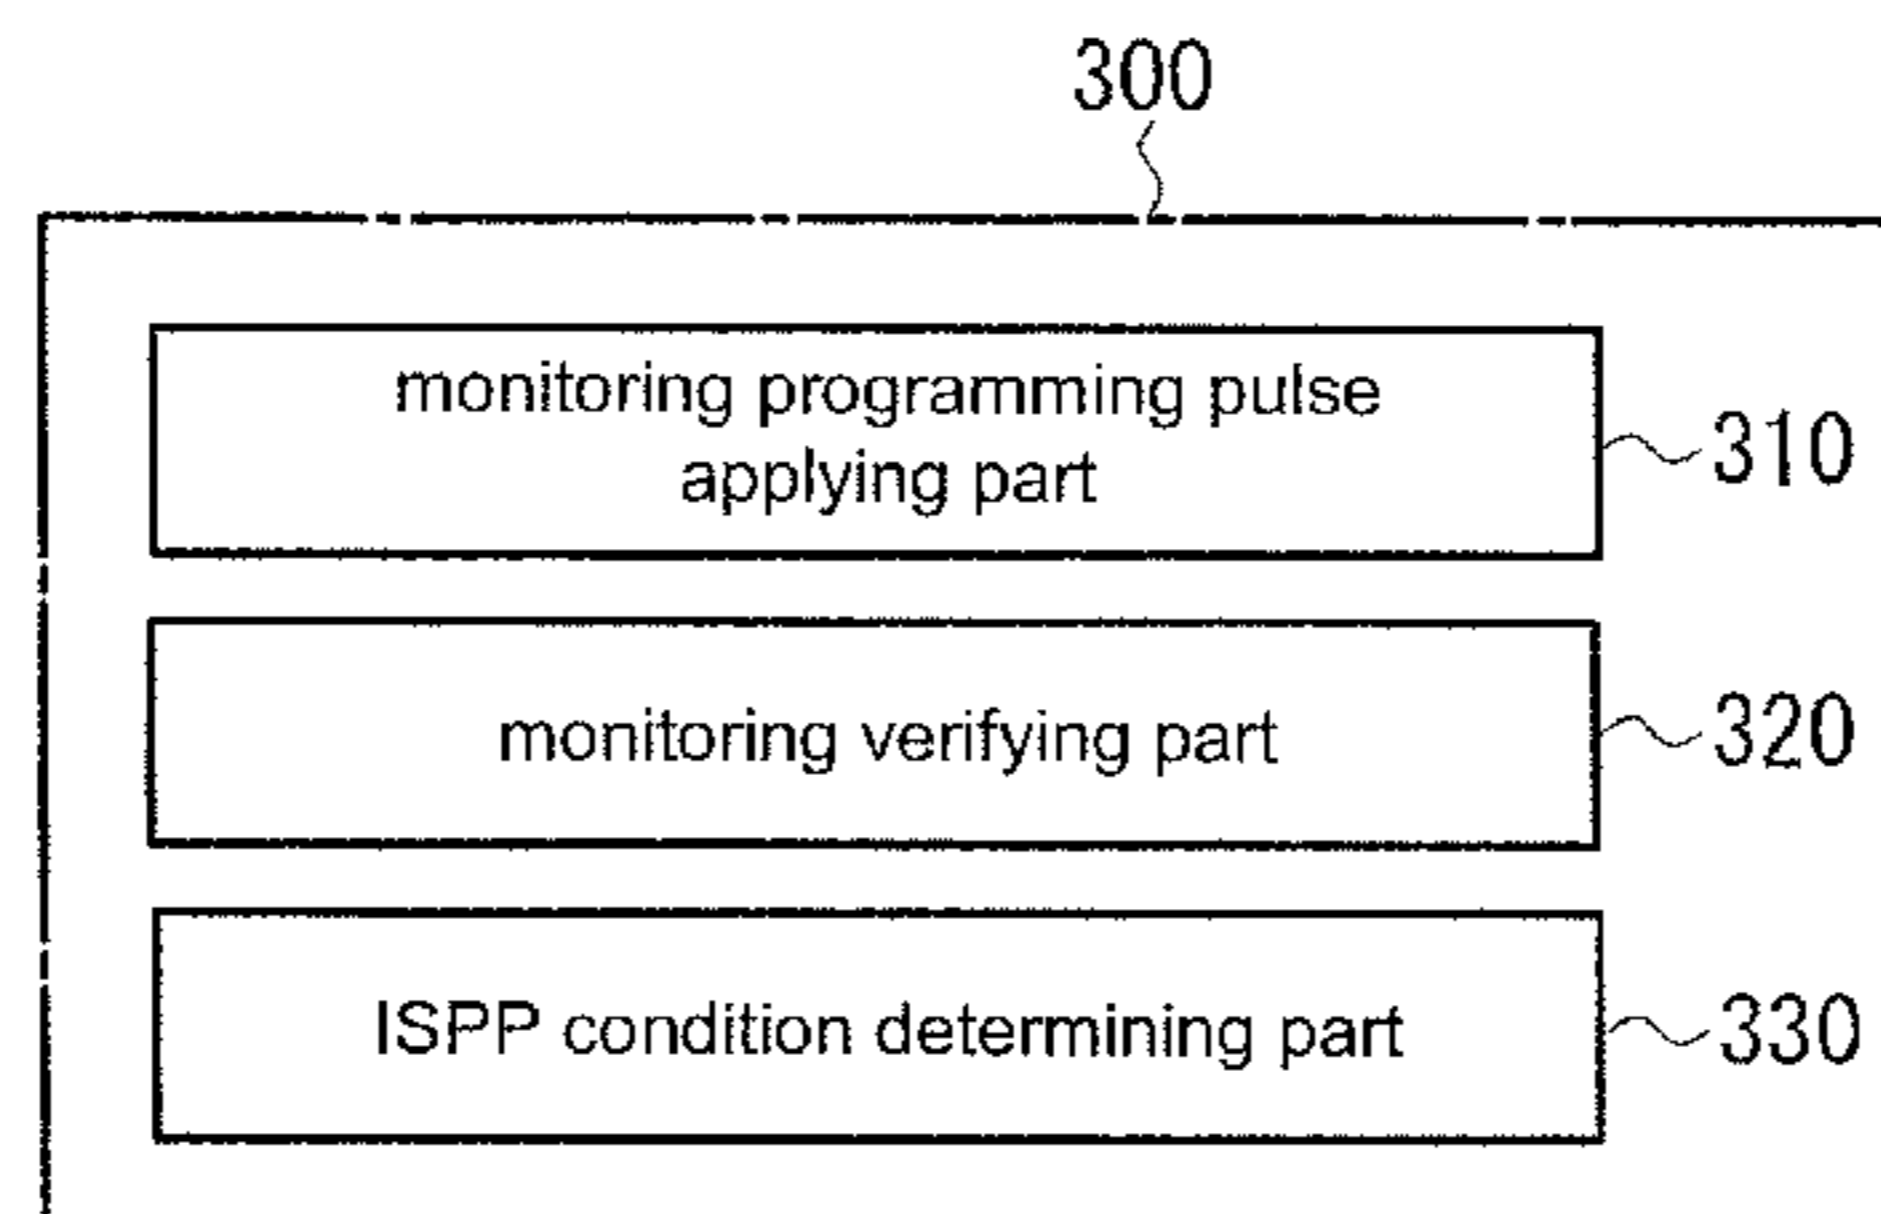 300
monitoring programming pulse
applying part
310
monitoring verifying part
320
ISPP condition determining part
330